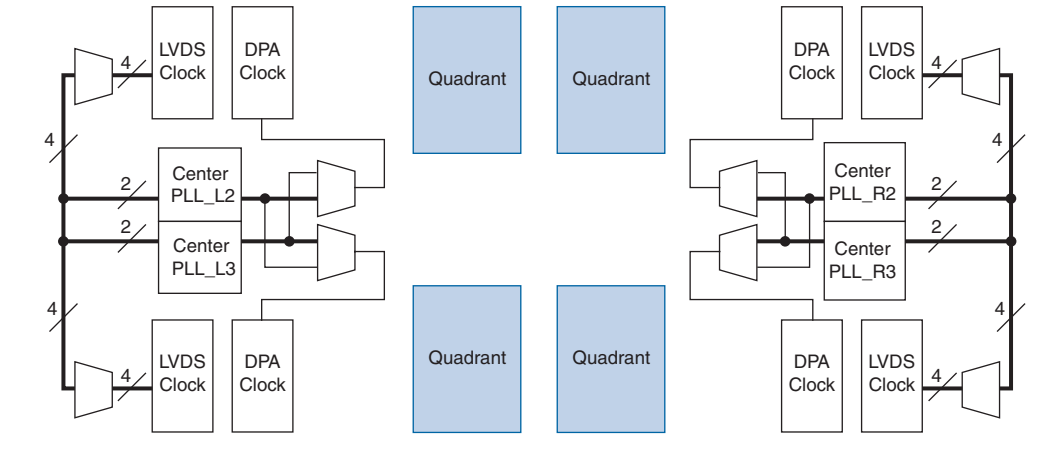 LVDS
Clock
DPA
Clock
Quadrant
Quadrant
DPA
Clock
LVDS
Clock
4
4
4
4
Center
PLL_L2
2
Center
PLL_R2
2
Center
PLL_L3
2
Center
PLL_R3
2
4
4
LVDS
Clock
DPA
Clock
Quadrant
Quadrant
DPA
Clock
LVDS
Clock
4
4